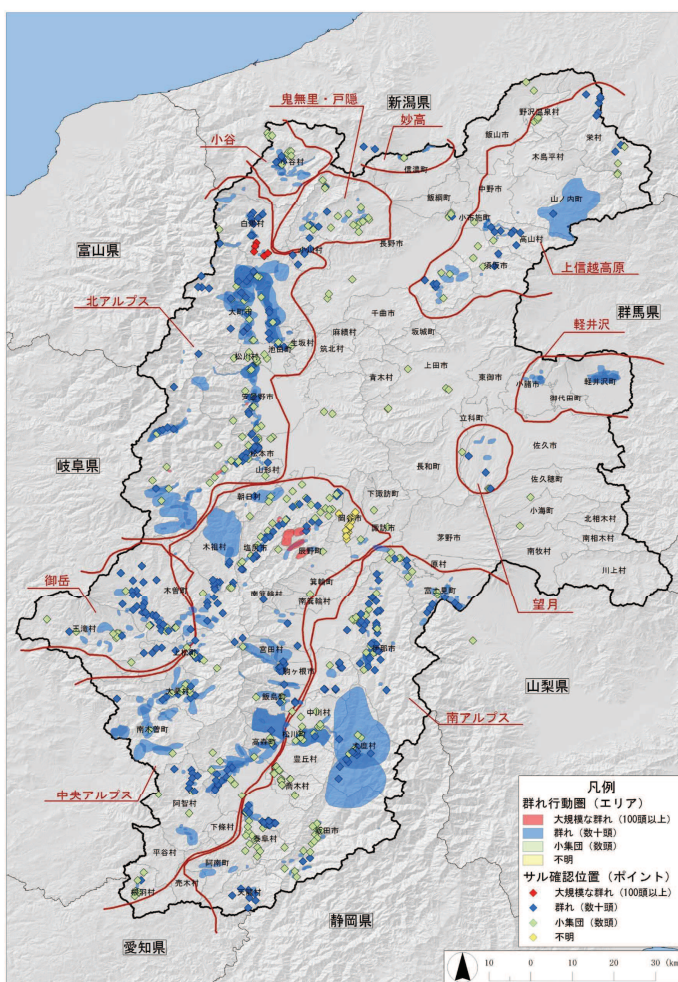 新潟県
鬼無里・戸隠
妙高
小谷
小谷村
野沢温泉村
飯山市
栄村
木島平村
信濃町
中野市
山ノ内町
飯綱町
小布施町
白馬村
小川村
長野市
高山村
須坂市
上信越高原
富山県
北アルプス
大町市
千曲市
群馬県
麻績村
坂城町
軽井沢
生坂村
池田町
筑北村
松川村
上田市
青木村
東御市
小諸市
軽井沢町
御代田町
安曇野市
立科町
松本市
佐久市
岐阜県
山形村
長和町
佐久穂町
朝日村
下諏訪町
小海町
岡谷市
北相木村
諏訪市
木祖村
塩尻市
茅野市
南相木村
辰野町
南牧村
原村
川上村
御岳
木曽町
箕輪町
南箕輪村
富士見町
望月
王滝村
上松町
宮田村
伊那市
駒ヶ根市
山梨県
大桑村
飯島町
南アルプス
中川村
南木曽町
松川町
高森町
大鹿村
豊丘村
中央アルプス
喬木村
阿智村
下條村
飯田市
泰阜村
平谷村
阿南町
売木村
根羽村
天龍村
静岡県
愛知県
凡例
群れ行動圏（エリア）
大規模な群れ（100頭以上）
群れ（数十頭）
小集団（数頭）
不明
サル確認位置（ポイント）
大規模な群れ（100頭以上）
群れ（数十頭）
小集団（数頭）
不明
10 0 10 20 30 (km)